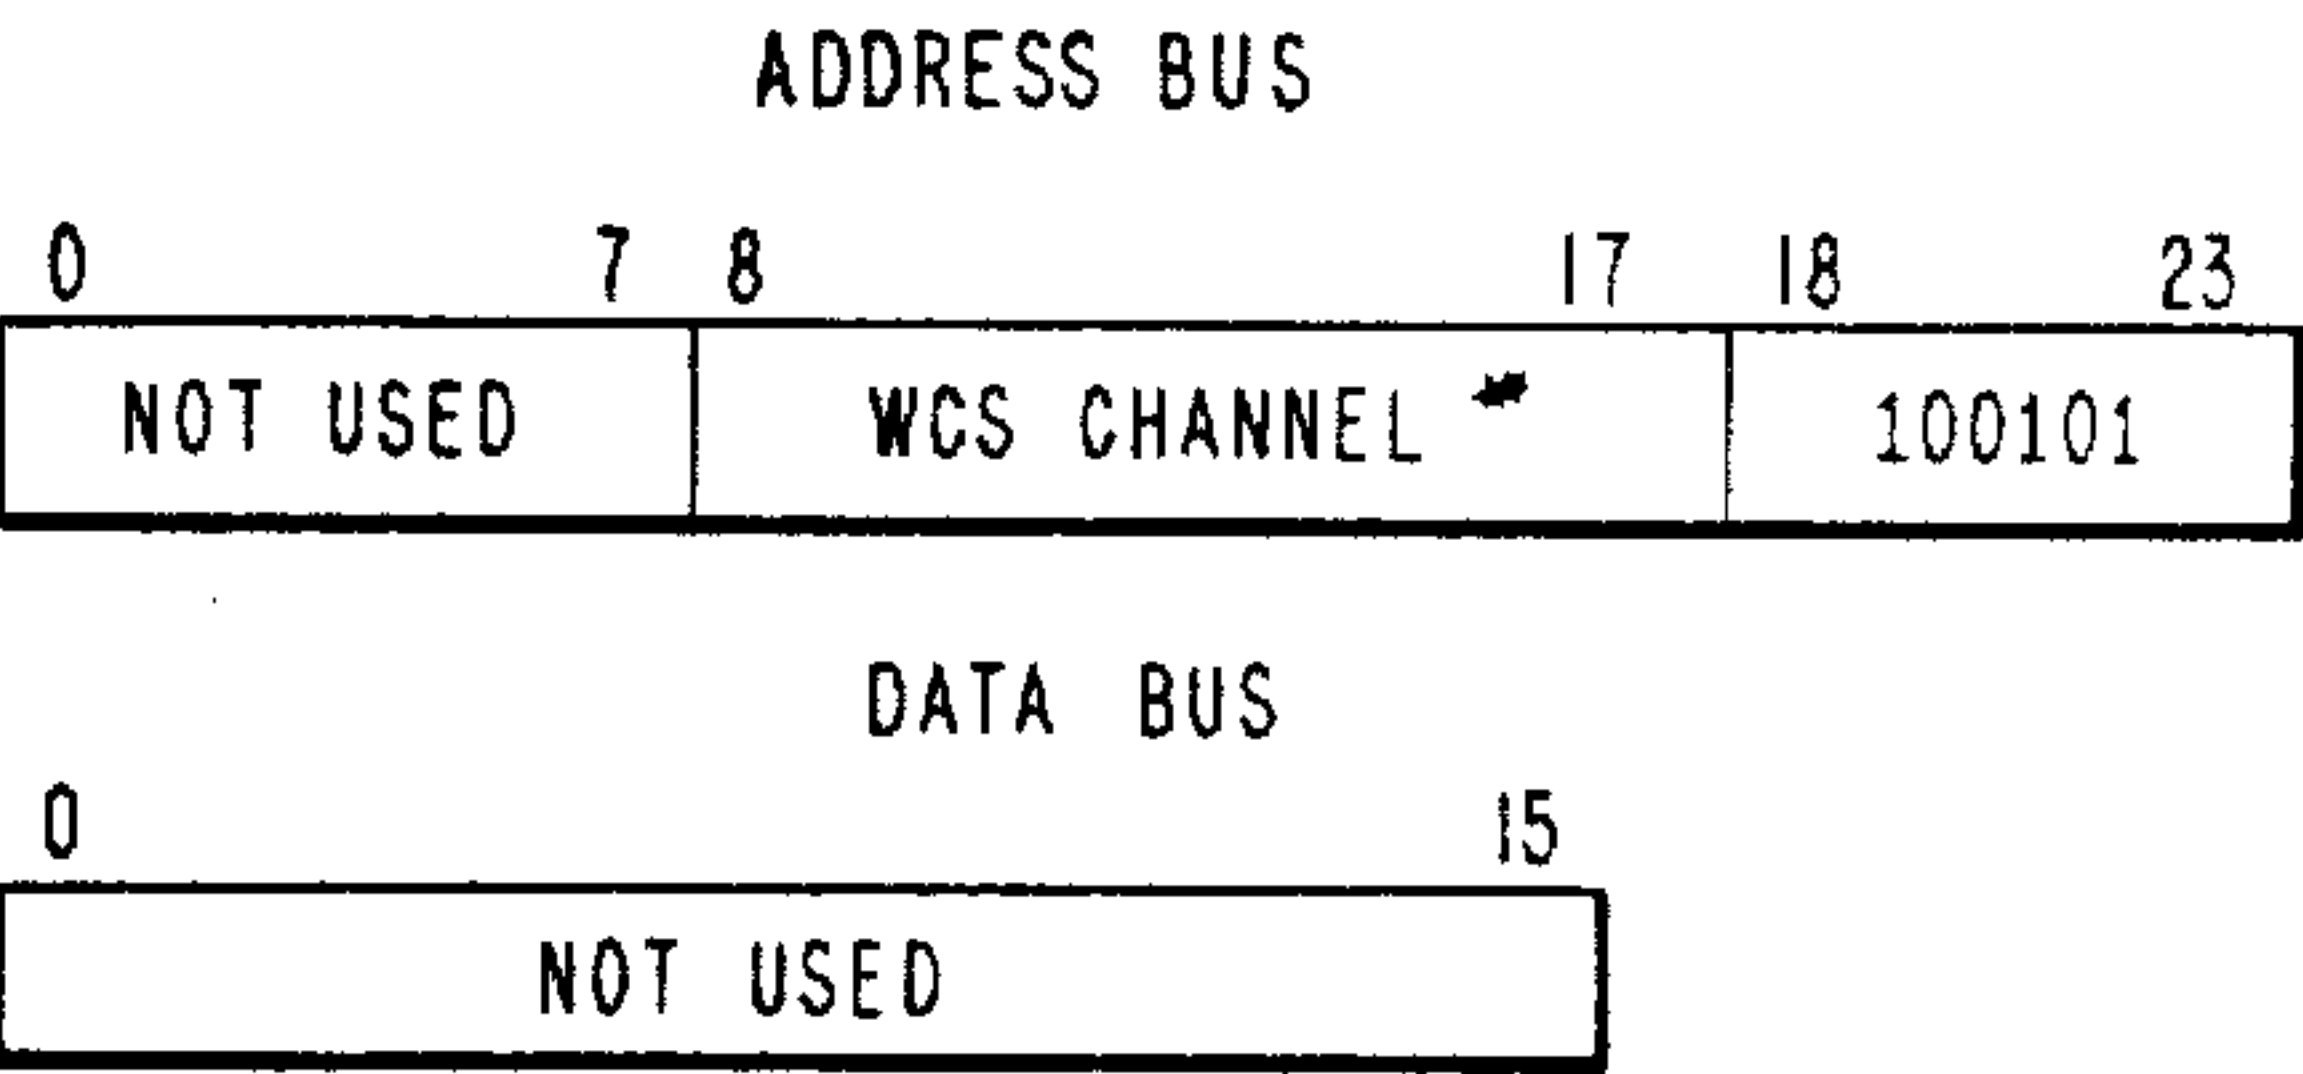 ADDRESS BUS
0 7 8 17 18 23
NOT USED WCS CHANNEL 100101
DATA BUS
0 15
NOT USED